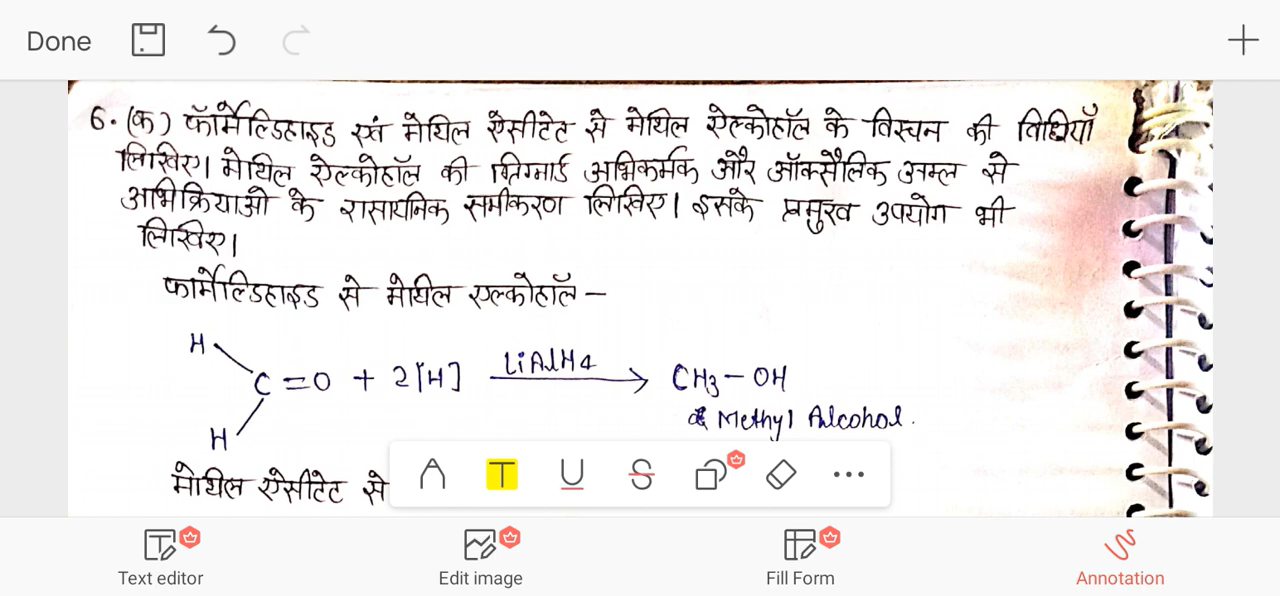 Done
6. (क) फॉर्मेल्डिहाइड एवं मेथिल ऐसीटेट से मेथिल ऐल्कोहॉल के विरचन की विधियाँ
लिखिए। मेथिल ऐल्कोहॉल की ग्रिग्नार्ड अभिकर्मक और ऑक्सैलिक अम्ल से
अभिक्रियाओ के रासायनिक समीकरण लिखिए। इसके प्रमुख उपयोग भी
लिखिए।
फार्मेल्डिहाइड से मेथिल एल्कोहॉल –
H
C = O + 2[H] LiAlH4 CH3 – OH
H
Methyl Alcohol.
मेथिल ऐसीटेट से
A T U S
Text editor Edit image Fill Form Annotation